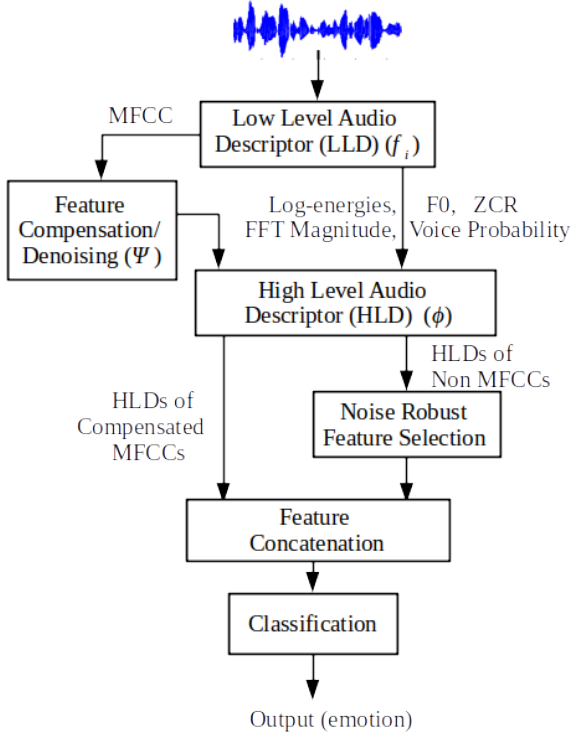 MFCC
Low Level Audio
Descriptor (LLD) (f i)
Feature
Compensation/
Denoising (Ψ)
Log-energies, F0, ZCR
FFT Magnitude, Voice Probability
High Level Audio
Descriptor (HLD) (ϕ)
HLDs of
Non MFCCs
HLDs of
Compensated
MFCCs
Noise Robust
Feature Selection
Feature
Concatenation
Classification
Output (emotion)